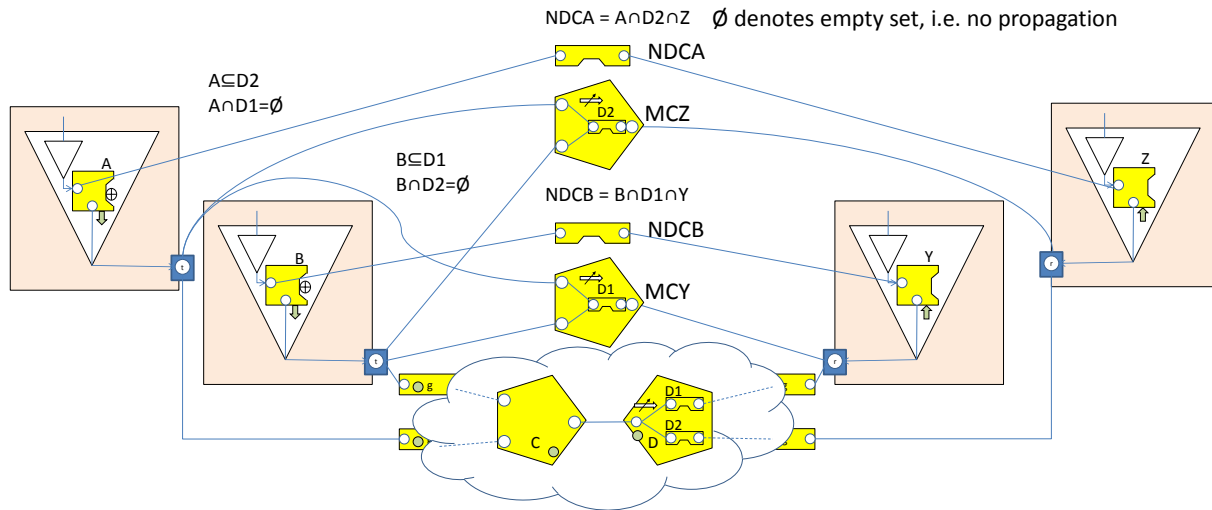 NDCA = A∩D2∩Z
Ø denotes empty set, i.e. no propagation
NDCA
A⊆D2
A∩D1=Ø
MCZ
D2
A
Z
B⊆D1
B∩D2=Ø
NDCB = B∩D1∩Y
NDCB
B
Y
t
r
D1
MCY
t
r
g
D1
D2
C
D